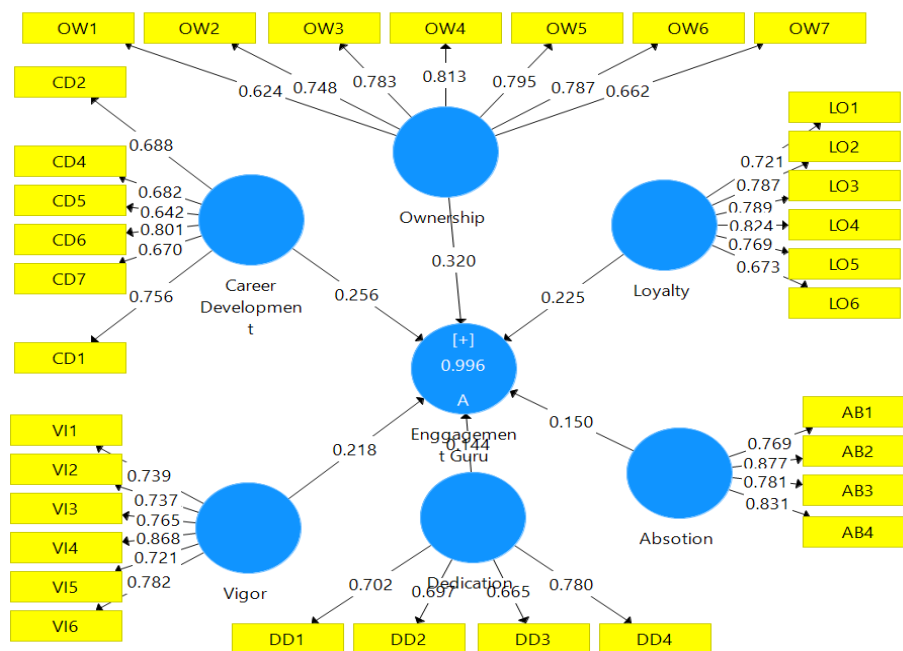 OW1 OW2 OW3 OW4 OW5 OW6 OW7
0.624 0.748 0.783 0.813 0.795 0.787 0.662
Ownership
0.320
CD2
CD4
CD5
CD6
CD7
CD1
0.688
0.682
0.642
0.801
0.670
0.756
Career
Developmen
t
0.256
LO1
LO2
LO3
LO4
LO5
LO6
0.721
0.787
0.789
0.824
0.769
0.673
Loyalty
0.225
[+]
0.996
A
Enggagemen
t Guru
VI1
VI2
VI3
VI4
VI5
VI6
0.739
0.737
0.765
0.868
0.721
0.782
Vigor
0.218
0.144
Dedication
0.702 0.697 0.665 0.780
DD1 DD2 DD3 DD4
0.150
Absotion
0.769
0.877
0.781
0.831
AB1
AB2
AB3
AB4